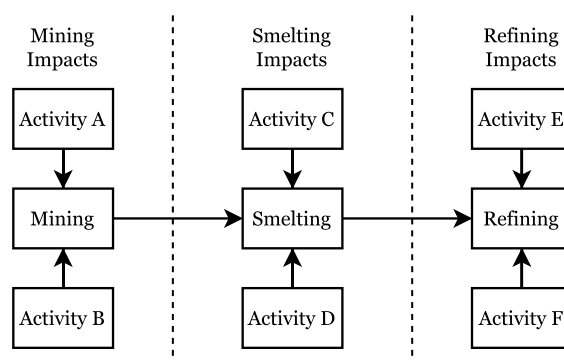 Mining
Impacts
Smelting
Impacts
Refining
Impacts
Activity A
Activity C
Activity E
Mining
Smelting
Refining
Activity B
Activity D
Activity F